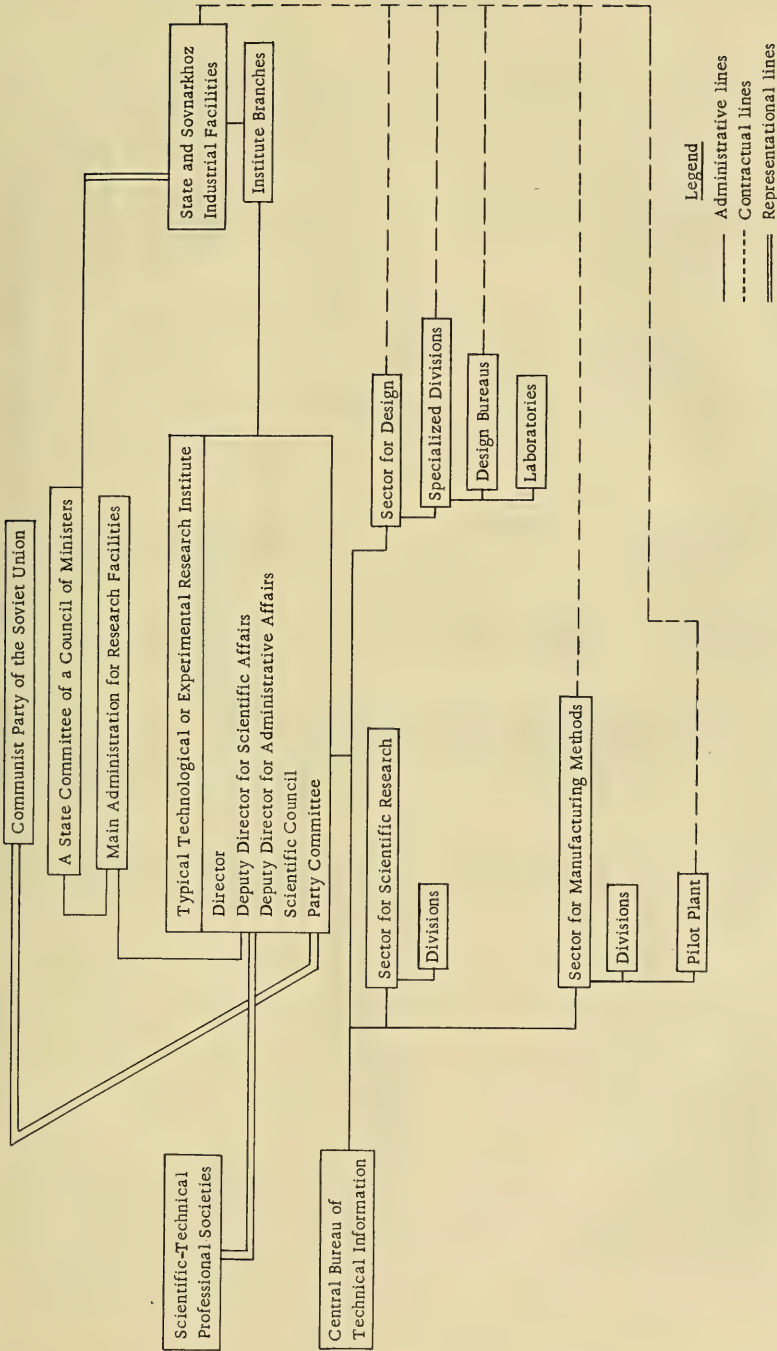 Communist Party of the Soviet Union
A State Committee of a Council of Ministers
Main Administration for Research Facilities
State and Sovnarkhoz
Industrial Facilities
Institute Branches
Scientific-Technical
Professional Societies
Typical Technological or Experimental Research Institute
Director
Deputy Director for Scientific Affairs
Deputy Director for Administrative Affairs
Scientific Council
Party Committee
Central Bureau of
Technical Information
Sector for Scientific Research
Divisions
Sector for Design
Specialized Divisions
Design Bureaus
Laboratories
Sector for Manufacturing Methods
Divisions
Pilot Plant
Legend
Administrative lines
Contractual lines
Representational lines